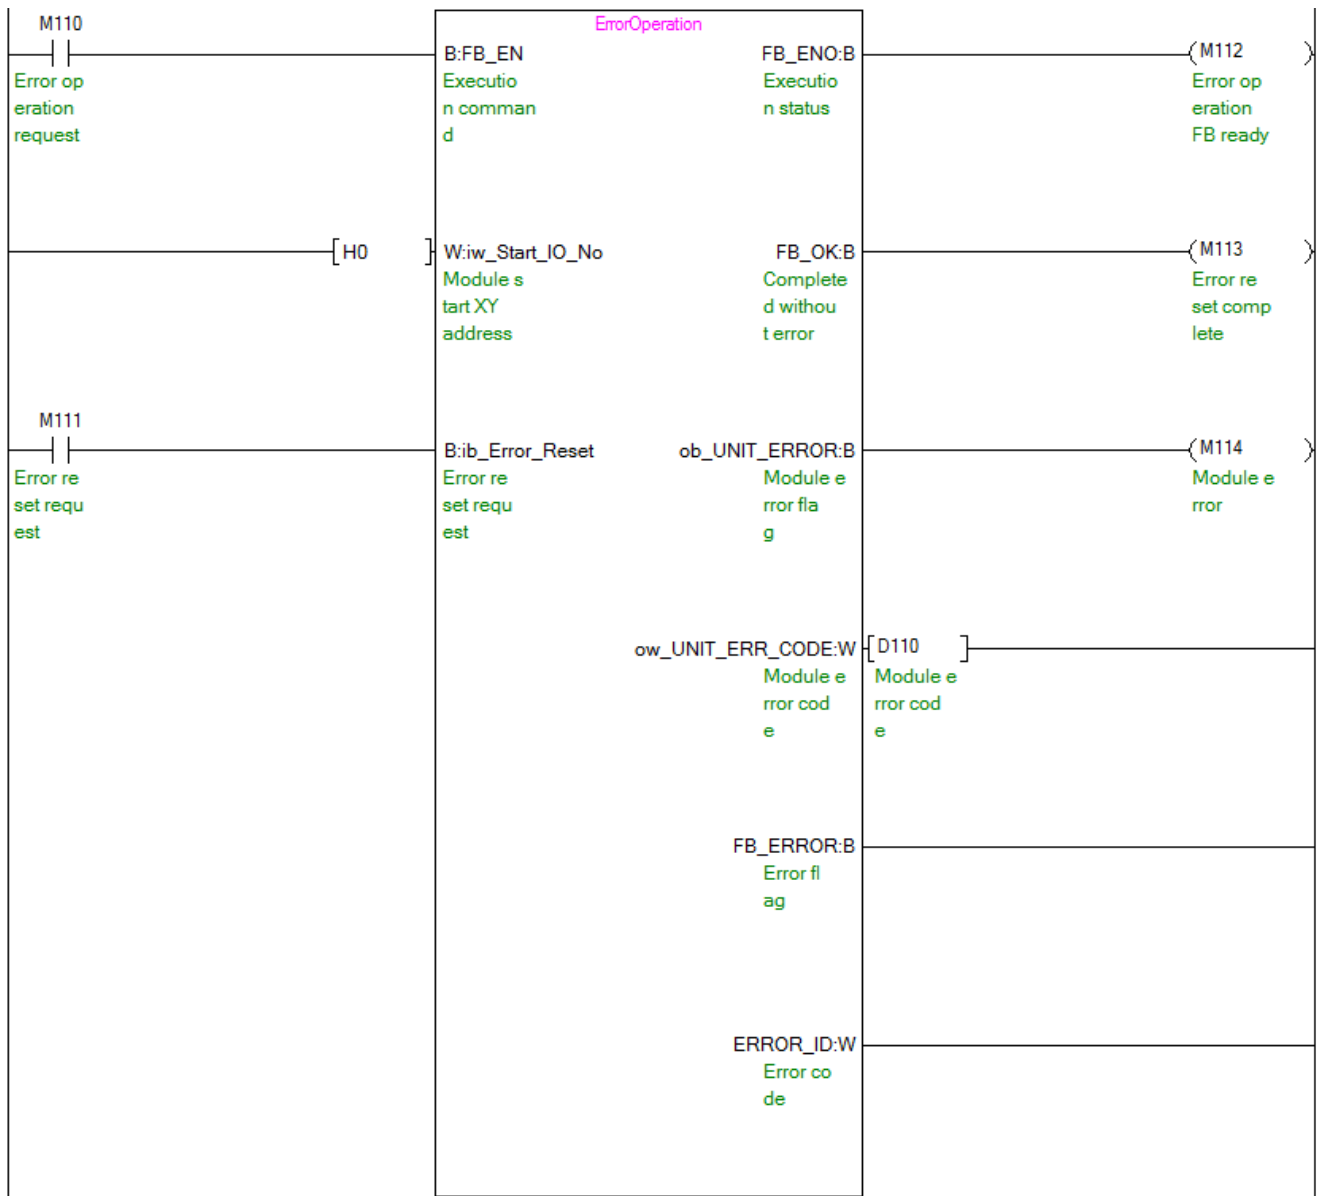 M110
ErrorOperation
B:FB_EN
FB_ENO:B
M112
Error op
eration
request
Executio
n comman
d
Executio
n status
Error op
eration
FB ready
H0
W:iw_Start_IO_No
FB_OK:B
M113
Module s
tart XY
address
Complete
d withou
t error
Error re
set comp
lete
M111
B:ib_Error_Reset
ob_UNIT_ERROR:B
M114
Error re
set requ
est
Error re
set requ
est
Module e
rror fla
g
Module e
rror
ow_UNIT_ERR_CODE:W
D110
Module e
rror cod
e
Module e
rror cod
e
FB_ERROR:B
Error fl
ag
ERROR_ID:W
Error co
de